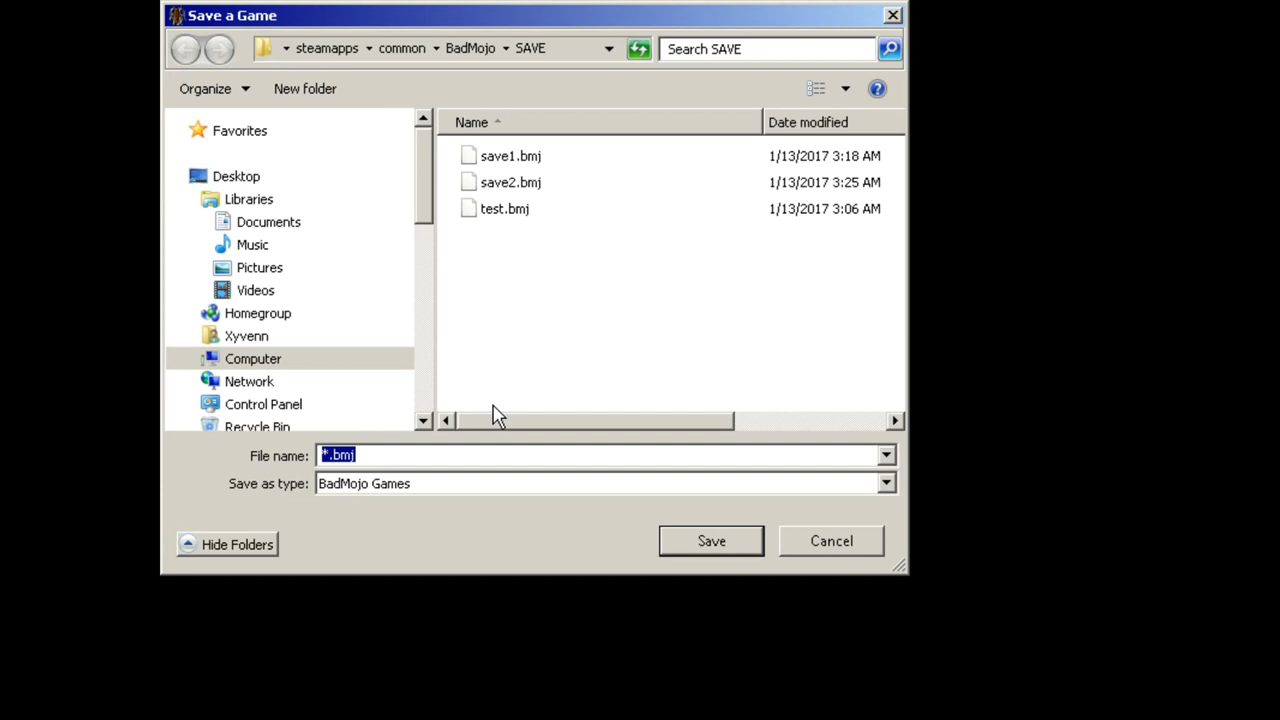 Save a Game
steamapps common BadMojo SAVE
Search SAVE
Organize New folder
Favorites
Desktop
Libraries
Documents
Music
Pictures
Videos
Homegroup
Xyvenn
Computer
Network
Control Panel
Recycle Bin
Name Date modified
save1.bmj 1/13/2017 3:18 AM
save2.bmj 1/13/2017 3:25 AM
test.bmj 1/13/2017 3:06 AM
File name: *.bmj
Save as type: BadMojo Games
Hide Folders Save Cancel